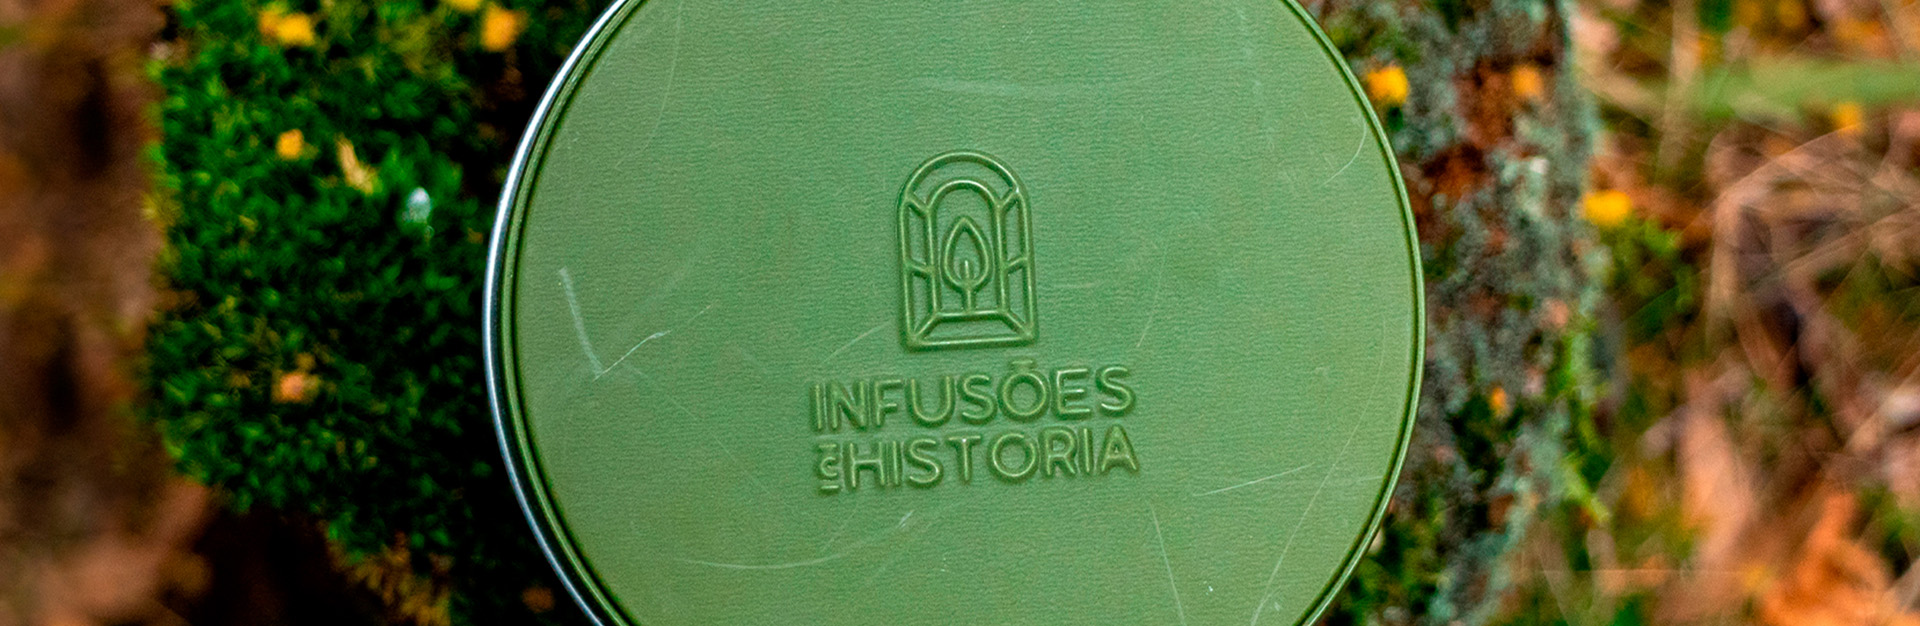 INFUSÕES
C/ HISTORIA